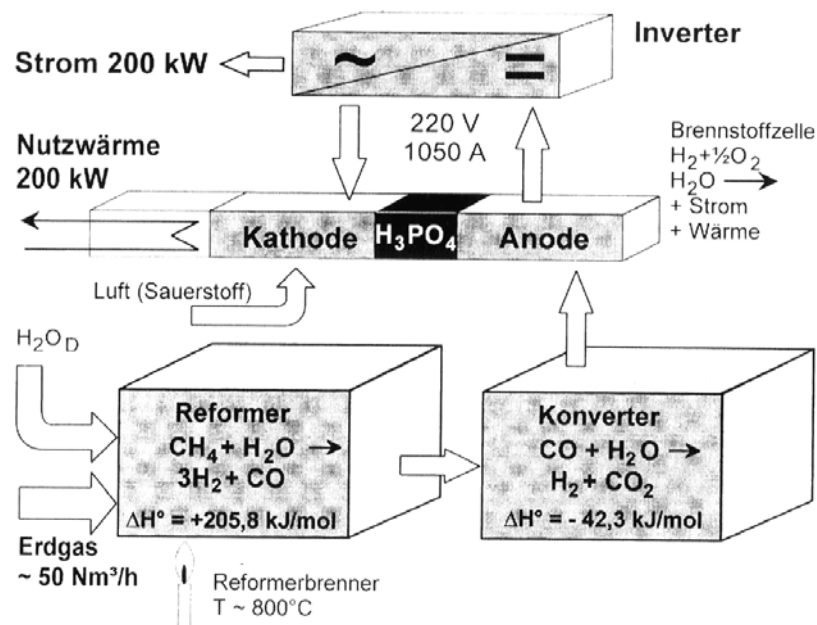 Inverter
~
=
Strom 200 kW
220 V
1050 A
Nutzwärme
200 kW
Brennstoffzelle
H₂+½O₂
H₂O →
+ Strom
+ Wärme
Kathode
H₃PO₄
Anode
Luft (Sauerstoff)
H₂O_D
Reformer
CH₄ + H₂O →
3H₂ + CO
ΔH° = +205,8 kJ/mol
Konverter
CO + H₂O →
H₂ + CO₂
ΔH° = - 42,3 kJ/mol
Erdgas
~ 50 Nm³/h
Reformerbrenner
T ~ 800°C